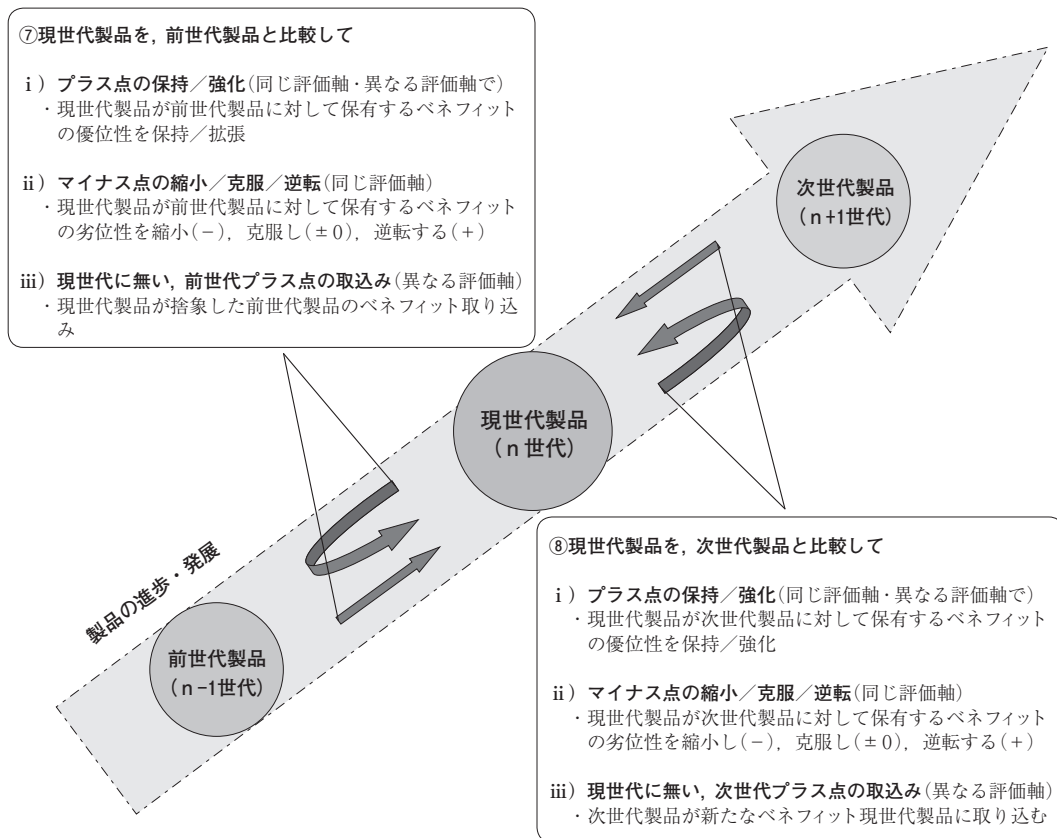 ⑦現世代製品を，前世代製品と比較して
ⅰ）プラス点の保持／強化（同じ評価軸・異なる評価軸で）
・現世代製品が前世代製品に対して保有するベネフィット
の優位性を保持／拡張
ⅱ）マイナス点の縮小／克服／逆転（同じ評価軸）
・現世代製品が前世代製品に対して保有するベネフィット
の劣位性を縮小（−），克服し（±0），逆転する（+）
ⅲ）現世代に無い，前世代プラス点の取込み（異なる評価軸）
・現世代製品が捨象した前世代製品のベネフィット取り込
み
次世代製品
（n+1世代）
現世代製品
（n 世代）
製品の進歩・発展
前世代製品
（n−1世代）
⑧現世代製品を，次世代製品と比較して
ⅰ）プラス点の保持／強化（同じ評価軸・異なる評価軸で）
・現世代製品が次世代製品に対して保有するベネフィット
の優位性を保持／強化
ⅱ）マイナス点の縮小／克服／逆転（同じ評価軸）
・現世代製品が次世代製品に対して保有するベネフィット
の劣位性を縮小し（−），克服し（±0），逆転する（+）
ⅲ）現世代に無い，次世代プラス点の取込み（異なる評価軸）
・次世代製品が新たなベネフィット現世代製品に取り込む